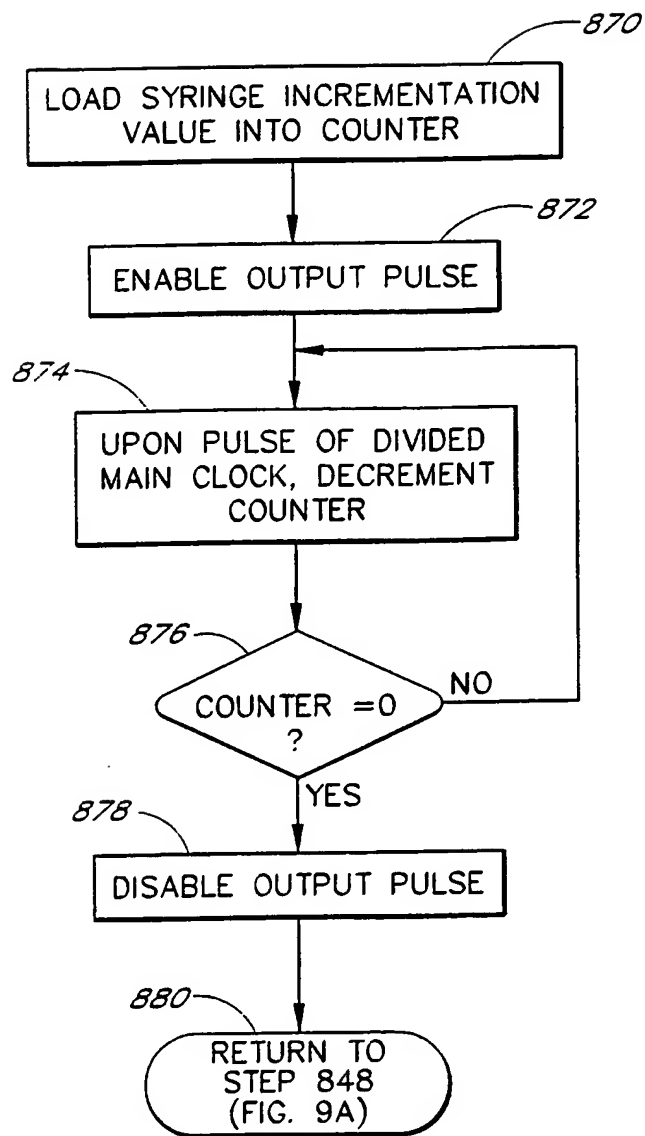 870
LOAD SYRINGE INCREMENTATION
VALUE INTO COUNTER
872
ENABLE OUTPUT PULSE
874
UPON PULSE OF DIVIDED
MAIN CLOCK, DECREMENT
COUNTER
876
COUNTER =0
?
NO
YES
878
DISABLE OUTPUT PULSE
880
RETURN TO
STEP 848
(FIG. 9A)